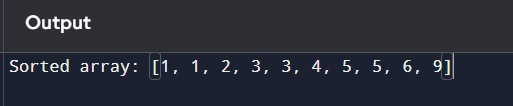 Output
Sorted array: [1, 1, 2, 3, 3, 4, 5, 5, 6, 9]